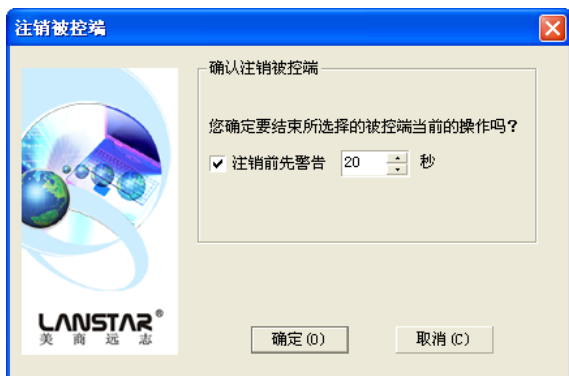 注销被控端
确认注销被控端
您确定要结束所选择的被控端当前的操作吗?
注销前先警告 20 秒
LANSTAR®
美商远志
确定(O) 取消(C)